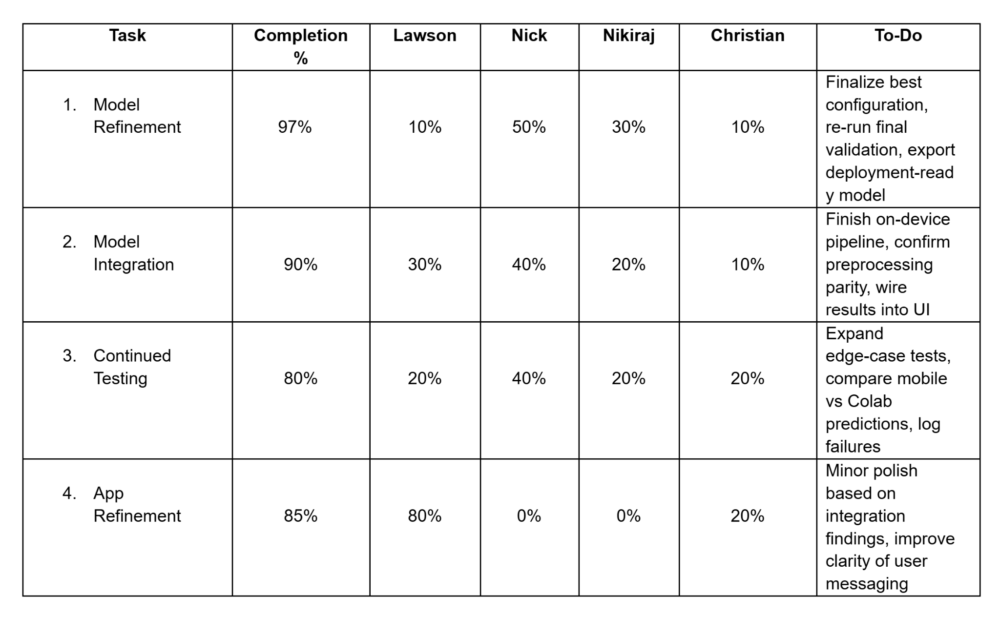 Task
Completion
%
Lawson
Nick
Nikiraj
Christian
To-Do
1. Model
Refinement
97%
10%
50%
30%
10%
Finalize best
configuration,
re-run final
validation, export
deployment-read
y model
2. Model
Integration
90%
30%
40%
20%
10%
Finish on-device
pipeline, confirm
preprocessing
parity, wire
results into UI
3. Continued
Testing
80%
20%
40%
20%
20%
Expand
edge-case tests,
compare mobile
vs Colab
predictions, log
failures
4. App
Refinement
85%
80%
0%
0%
20%
Minor polish
based on
integration
findings, improve
clarity of user
messaging